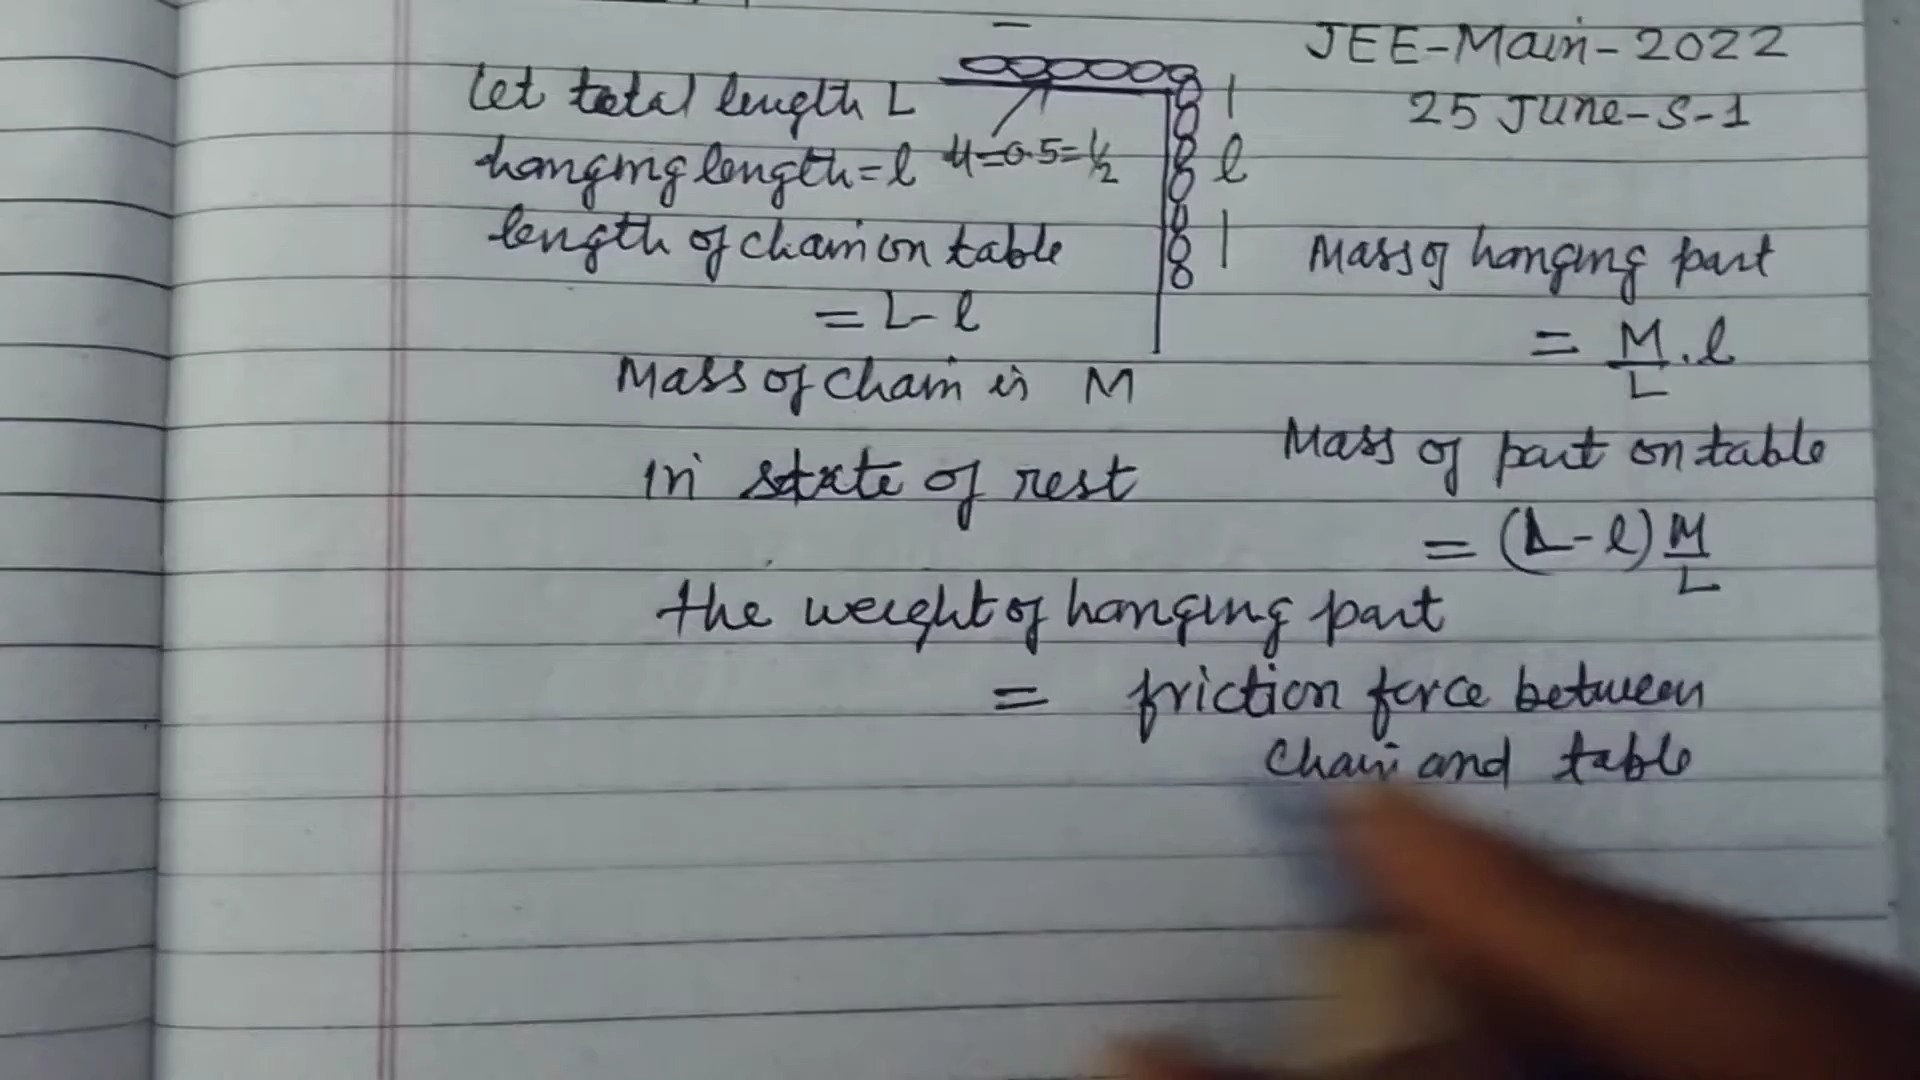 JEE-Main-2022
25 June-S-1
Let total length L
hanging length=l
μ=0.5=1/2
l
length of chain on table
= L-l
Mass of chain is M
Mass of hanging part
= M/L . l
Mass of part on table
= (L-l) M/L
In state of rest
the weight of hanging part
= friction force between
chain and table